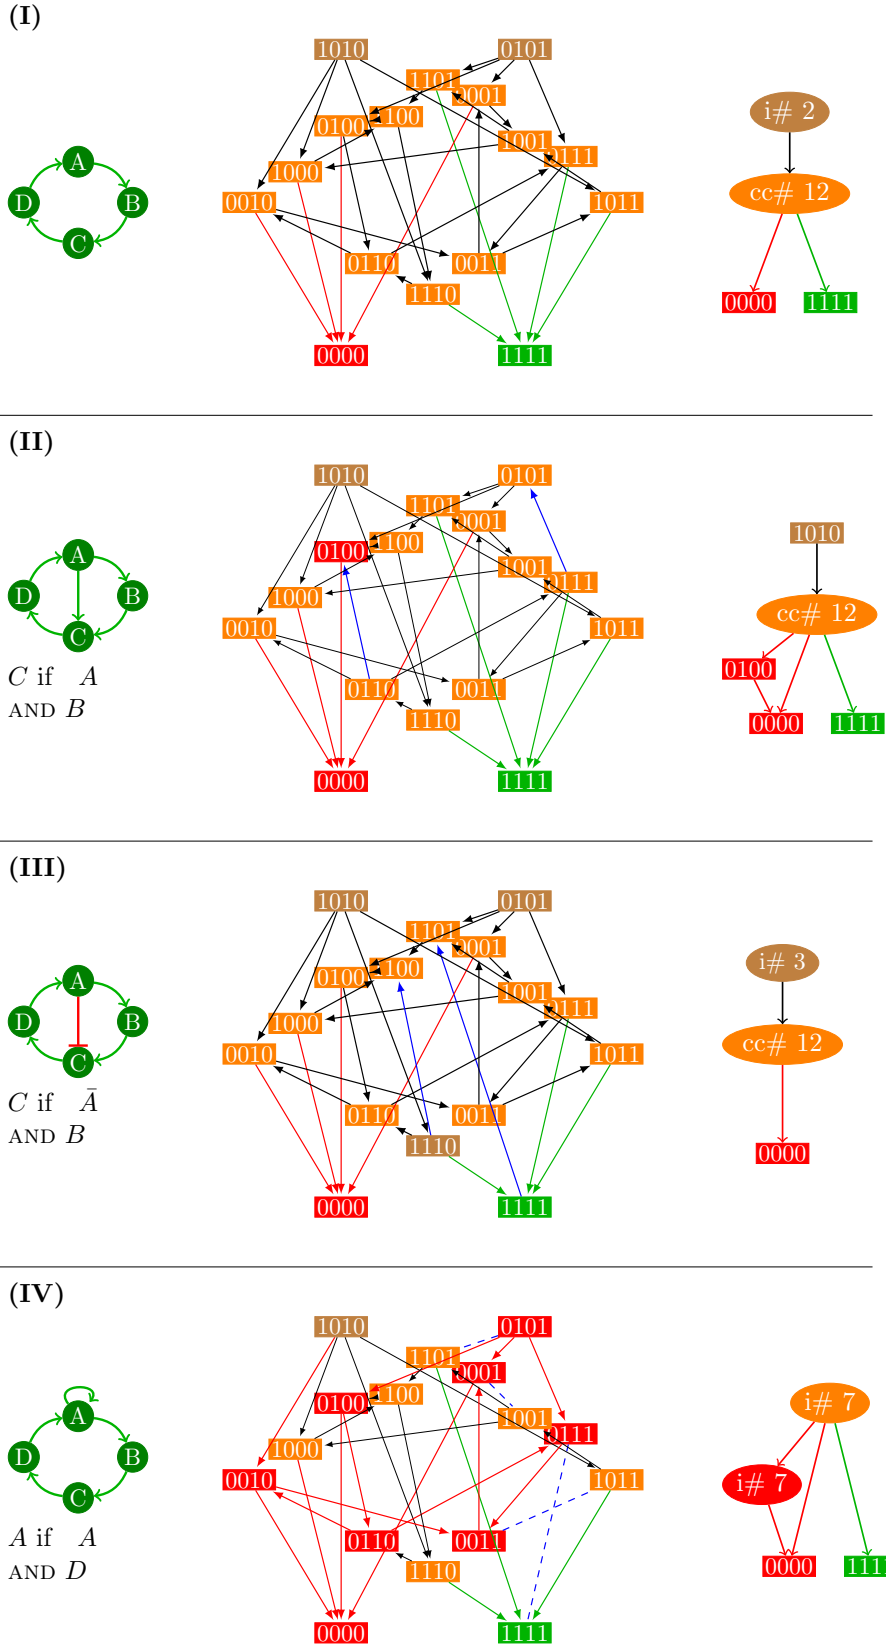 (I)
1010 0101
1101
0001
0100 1100
i# 2
A
1001
0111
1000
D B
0010 1011
cc# 12
C
0110 0011
1110
0000 1111
0000 1111
(II)
1010 0101
1101
0001
1010
A
0100 1100
1001
0111
D B
1000
0010 1011
cc# 12
C
0100
C if A
0110 0011
AND B
1110
0000 1111
0000 1111
(III)
1010 0101
1101
0001
i# 3
A
0100 1100
1001
0111
D B
1000
0010 1011
cc# 12
C
C if Ā
0110 0011
AND B
1110
0000
0000 1111
(IV)
1010 0101
1101
0001
A
0100 1100
i# 7
1001
0111
D B
1000
0010 1011
i# 7
C
A if A
0110 0011
AND D
1110
0000 111
0000 1111